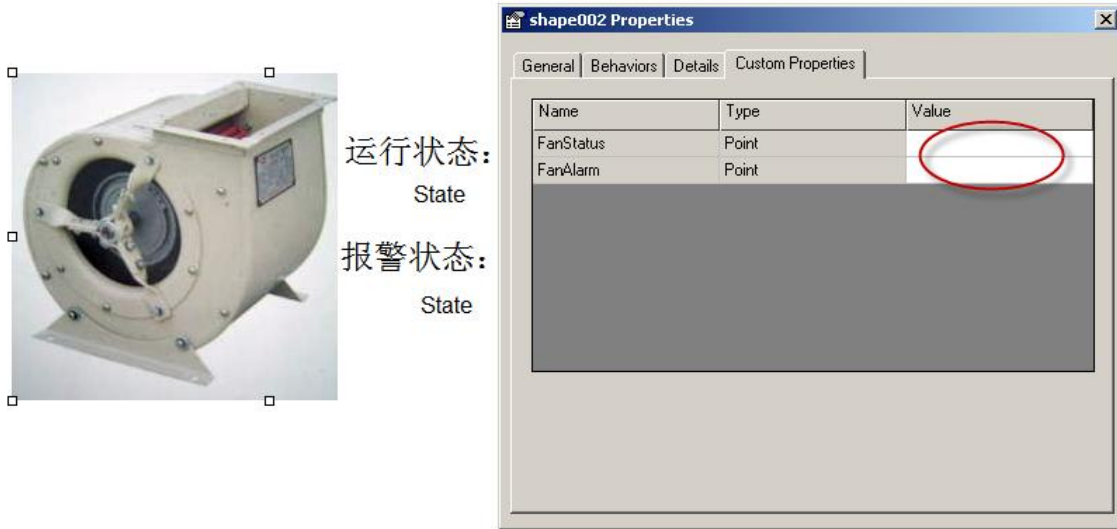 运行状态：
State
报警状态：
State
shape002 Properties
General Behaviors Details Custom Properties
Name Type Value
FanStatus Point
FanAlarm Point